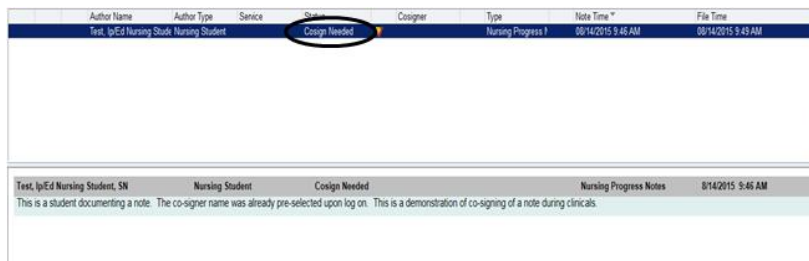 Author Name Author Type Service Status Cosigner Type Note Time File Time
Test, Ip/Ed Nursing Stude Nursing Student Cosign Needed Nursing Progress N 08/14/2015 9:46 AM 08/14/2015 9:49 AM
Test, Ip/Ed Nursing Student, SN Nursing Student Cosign Needed Nursing Progress Notes 8/14/2015 9:46 AM
This is a student documenting a note. The co-signer name was already pre-selected upon log on. This is a demonstration of co-signing of a note during clinicals.